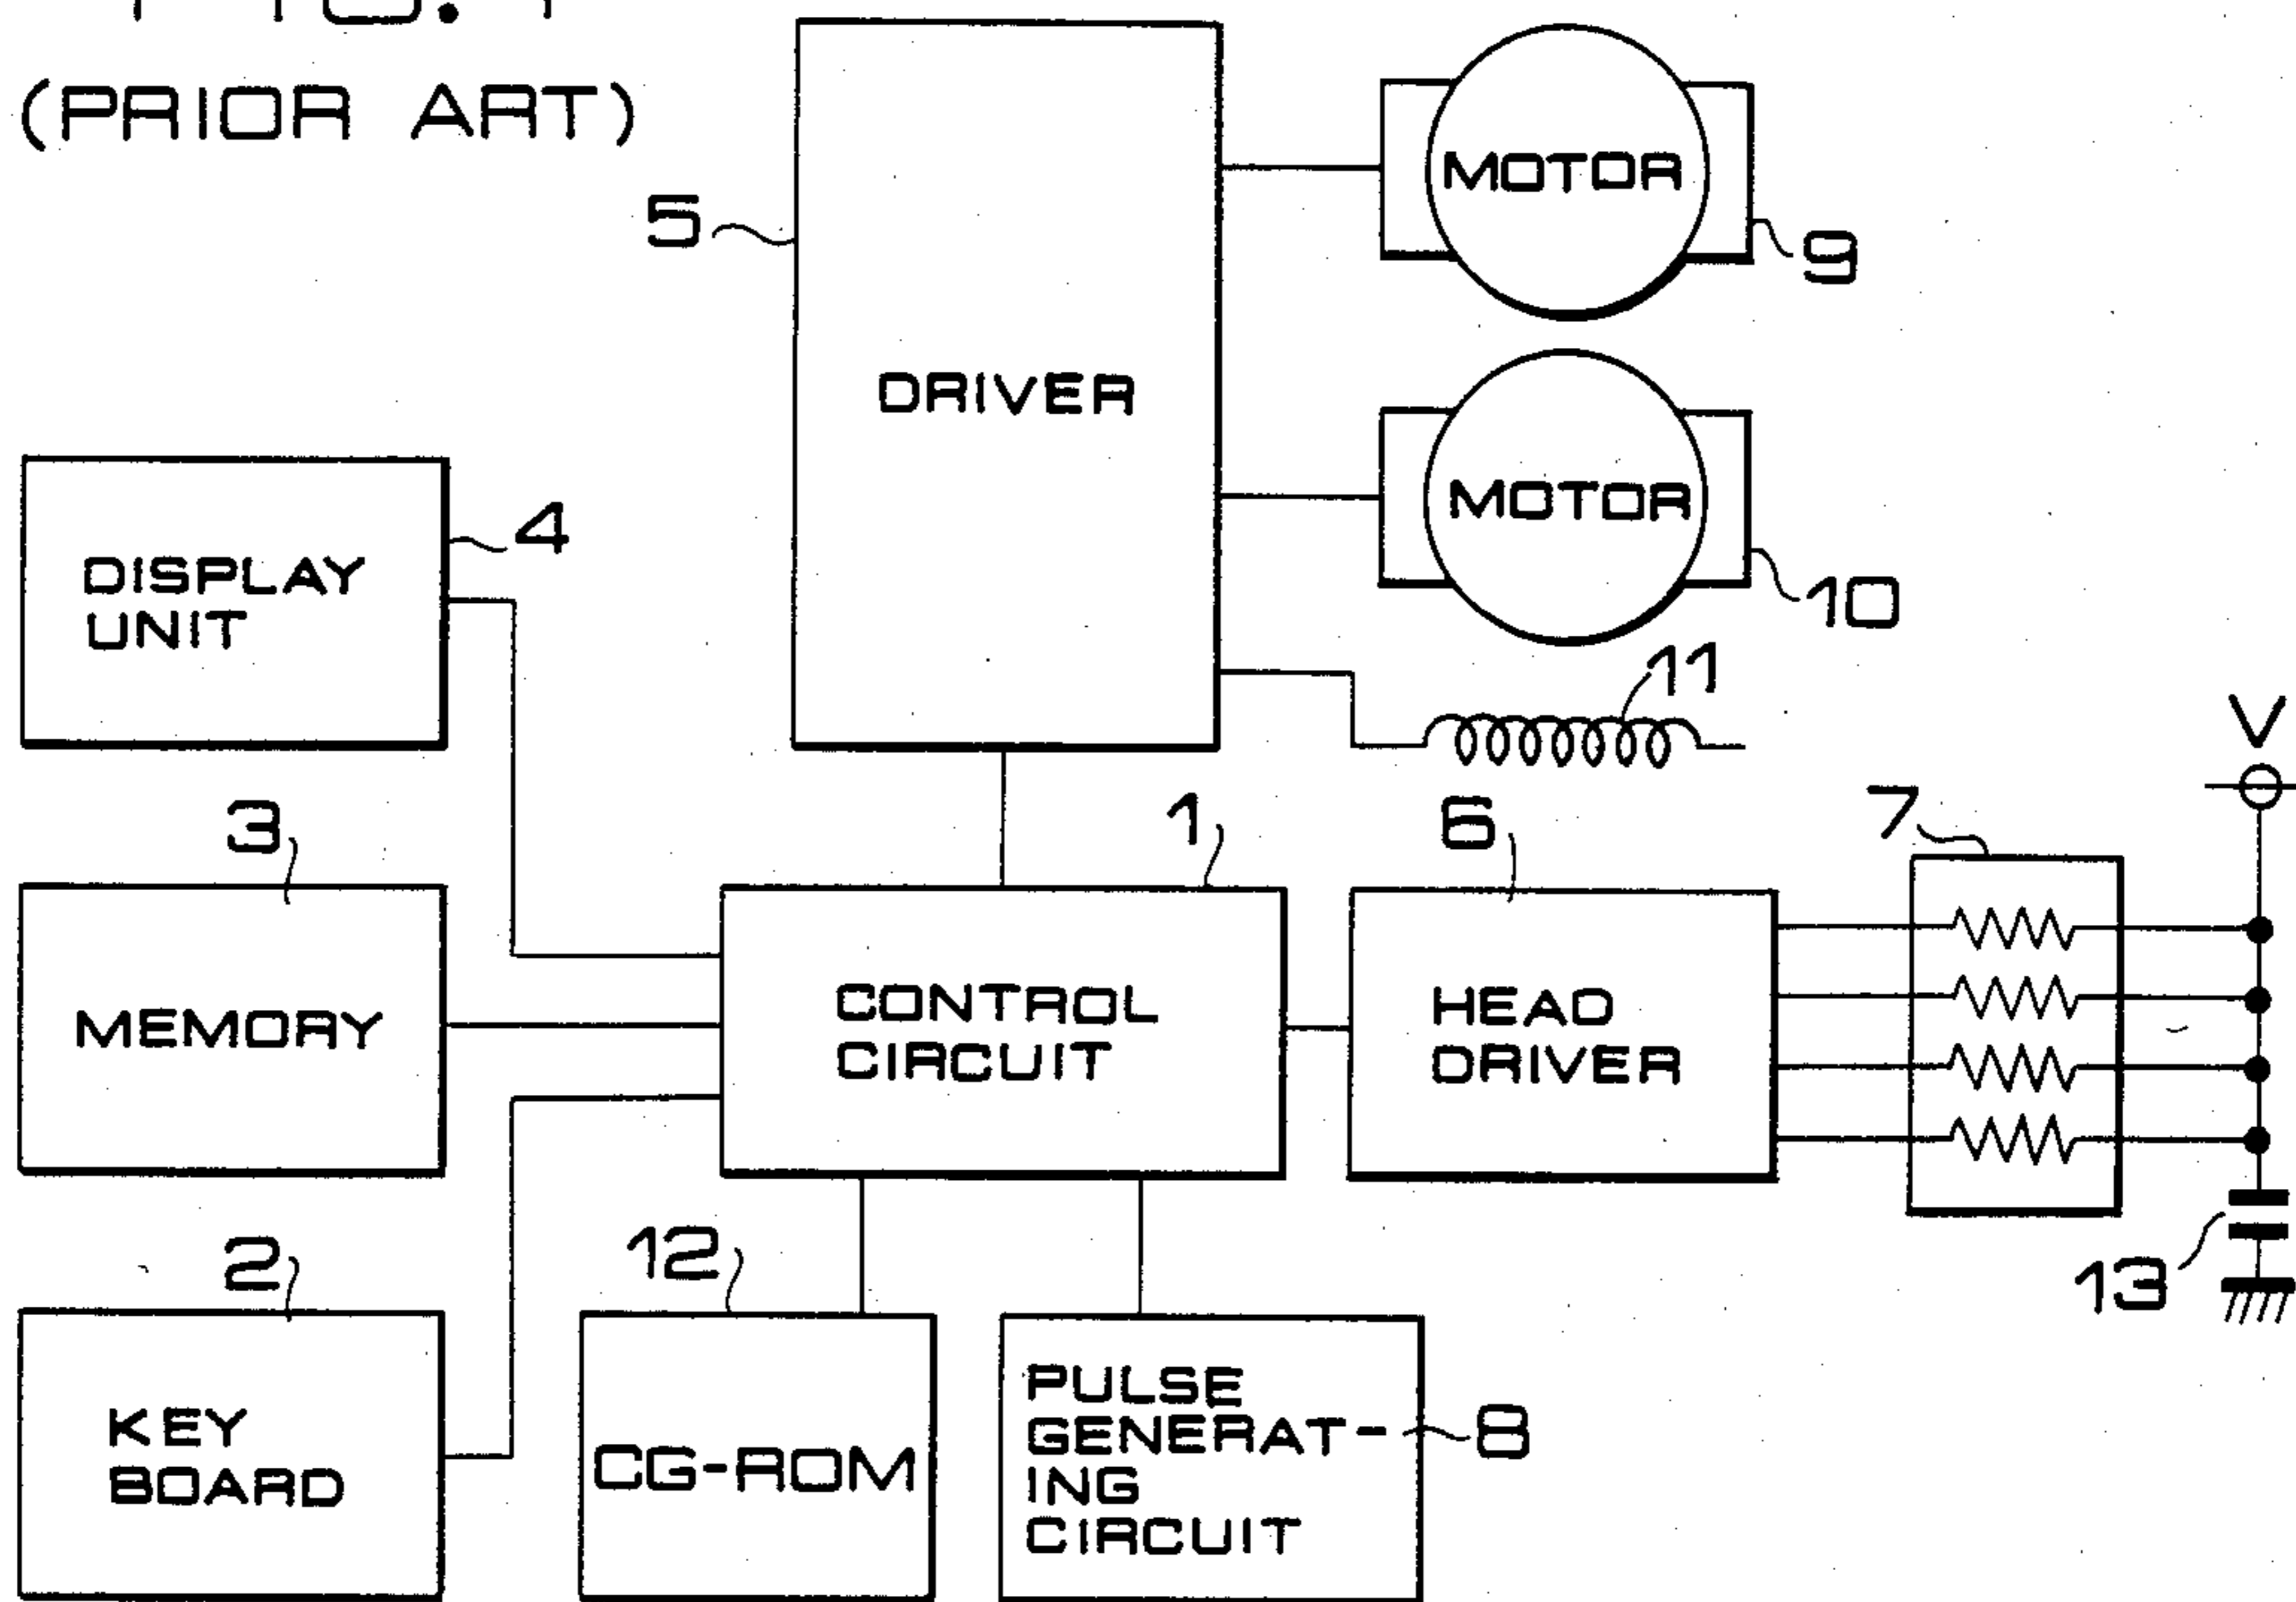 (PRIOR ART)
5
DRIVER
MOTOR
9
MOTOR
10
11
DISPLAY
UNIT
4
V
3
MEMORY
1
CONTROL
CIRCUIT
6
HEAD
DRIVER
7
13
2
KEY
BOARD
12
CG-ROM
PULSE
GENERAT-
ING
CIRCUIT
8